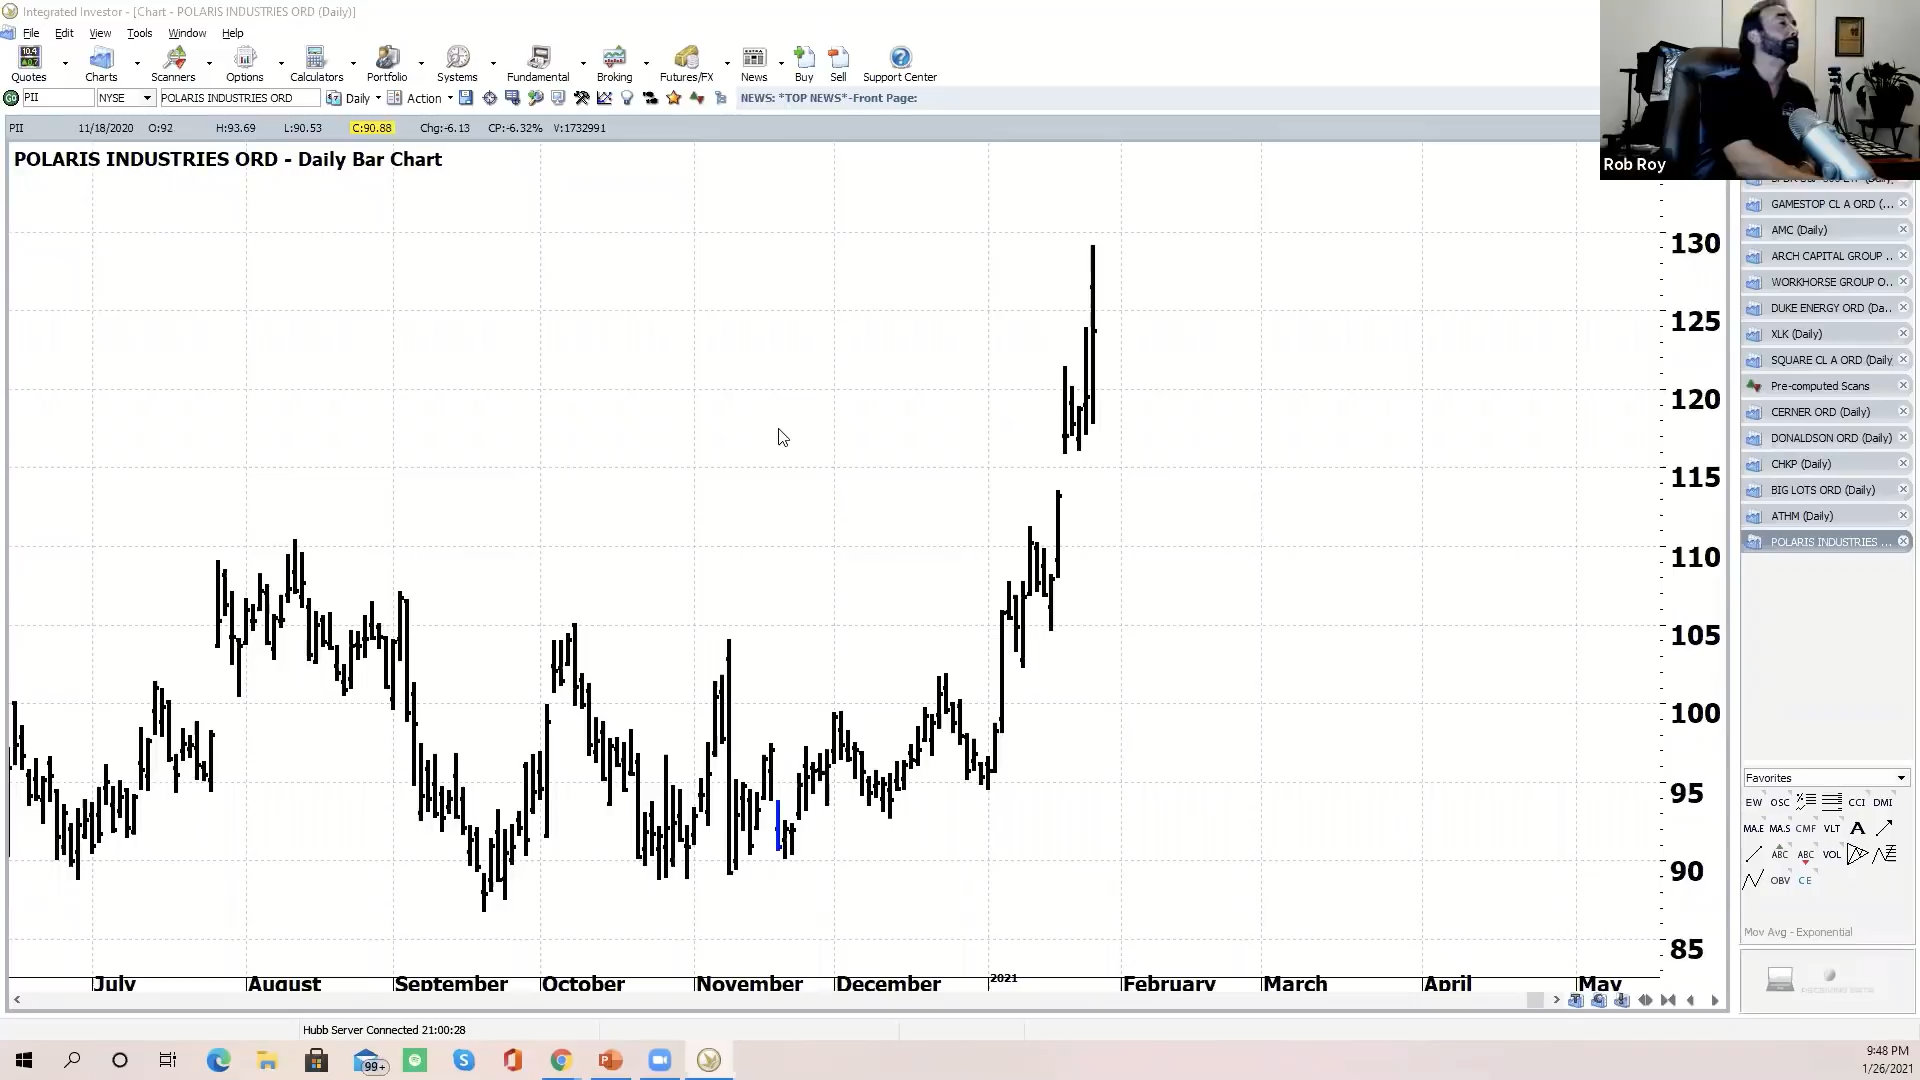 Integrated Investor - [Chart - POLARIS INDUSTRIES ORD (Daily)]
File Edit View Tools Window Help
Quotes Charts Scanners Options Calculators Portfolio Systems Fundamental Broking Futures/FX News Buy Sell Support Center
PII NYSE POLARIS INDUSTRIES ORD Daily Action NEWS: *TOP NEWS*-Front Page:
PII 11/18/2020 O:92 H:93.69 L:90.53 C:90.88 Chg:-6.13 CP:-6.32% V:1732991
POLARIS INDUSTRIES ORD - Daily Bar Chart
Rob Roy
GAMESTOP CL A ORD (...
AMC (Daily)
ARCH CAPITAL GROUP ..
WORKHORSE GROUP O..
DUKE ENERGY ORD (Da..
XLK (Daily)
SQUARE CL A ORD (Daily
Pre-computed Scans
CERNER ORD (Daily)
DONALDSON ORD (Daily)
CHKP (Daily)
BIG LOTS ORD (Daily)
ATHM (Daily)
POLARIS INDUSTRIES ...
130
125
120
115
110
105
100
95
90
85
July August September October November December 2021 February March April May
Favorites
EW OSC CCI DMI
MA.E MA.S CMF VLT A
ABC ABC VOL
OBV CE
Mov Avg - Exponential
Hubb Server Connected 21:00:28
99+
9:48 PM
1/26/2021